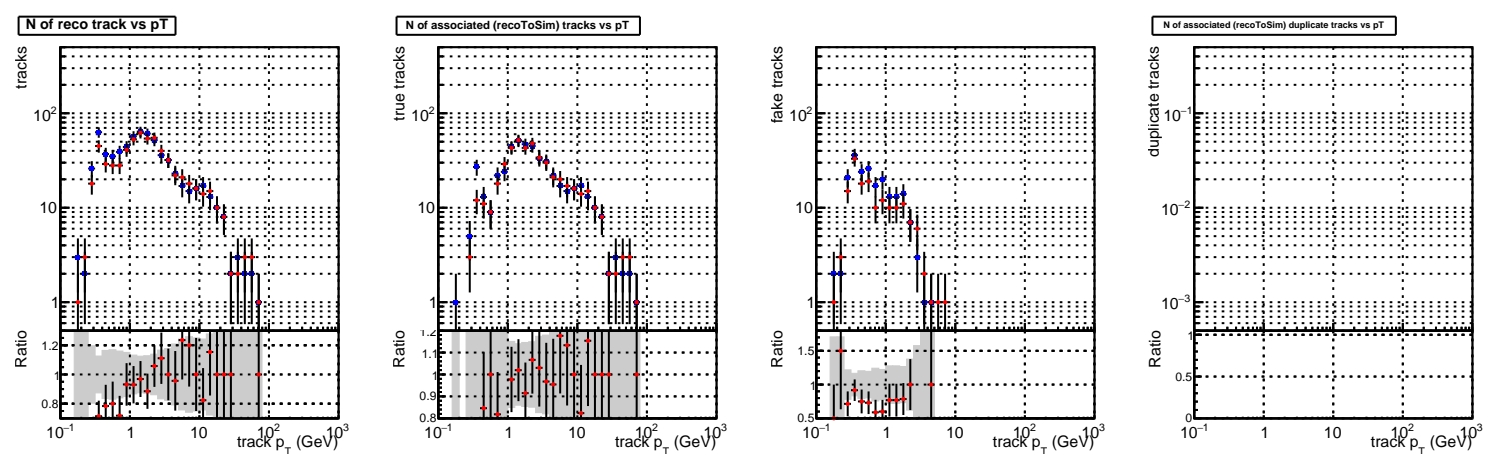 N of reco track vs pT
tracks
10²
10
1
Ratio
1.2
1
0.8
10⁻¹ 1 10 10² 10³
track p_T (GeV)
N of associated (recoToSim) tracks vs pT
true tracks
10²
10
1
Ratio
1.2
1.1
1
0.9
0.8
10⁻¹ 1 10 10² 10³
track p_T (GeV)
fake tracks
10²
10
1
Ratio
1.5
1
0.5
10⁻¹ 1 10 10² 10³
track p_T (GeV)
N of associated (recoToSim) duplicate tracks vs pT
duplicate tracks
10⁻¹
10⁻²
10⁻³
Ratio
1
0.5
0
10⁻¹ 1 10 10² 10³
track p_T (GeV)